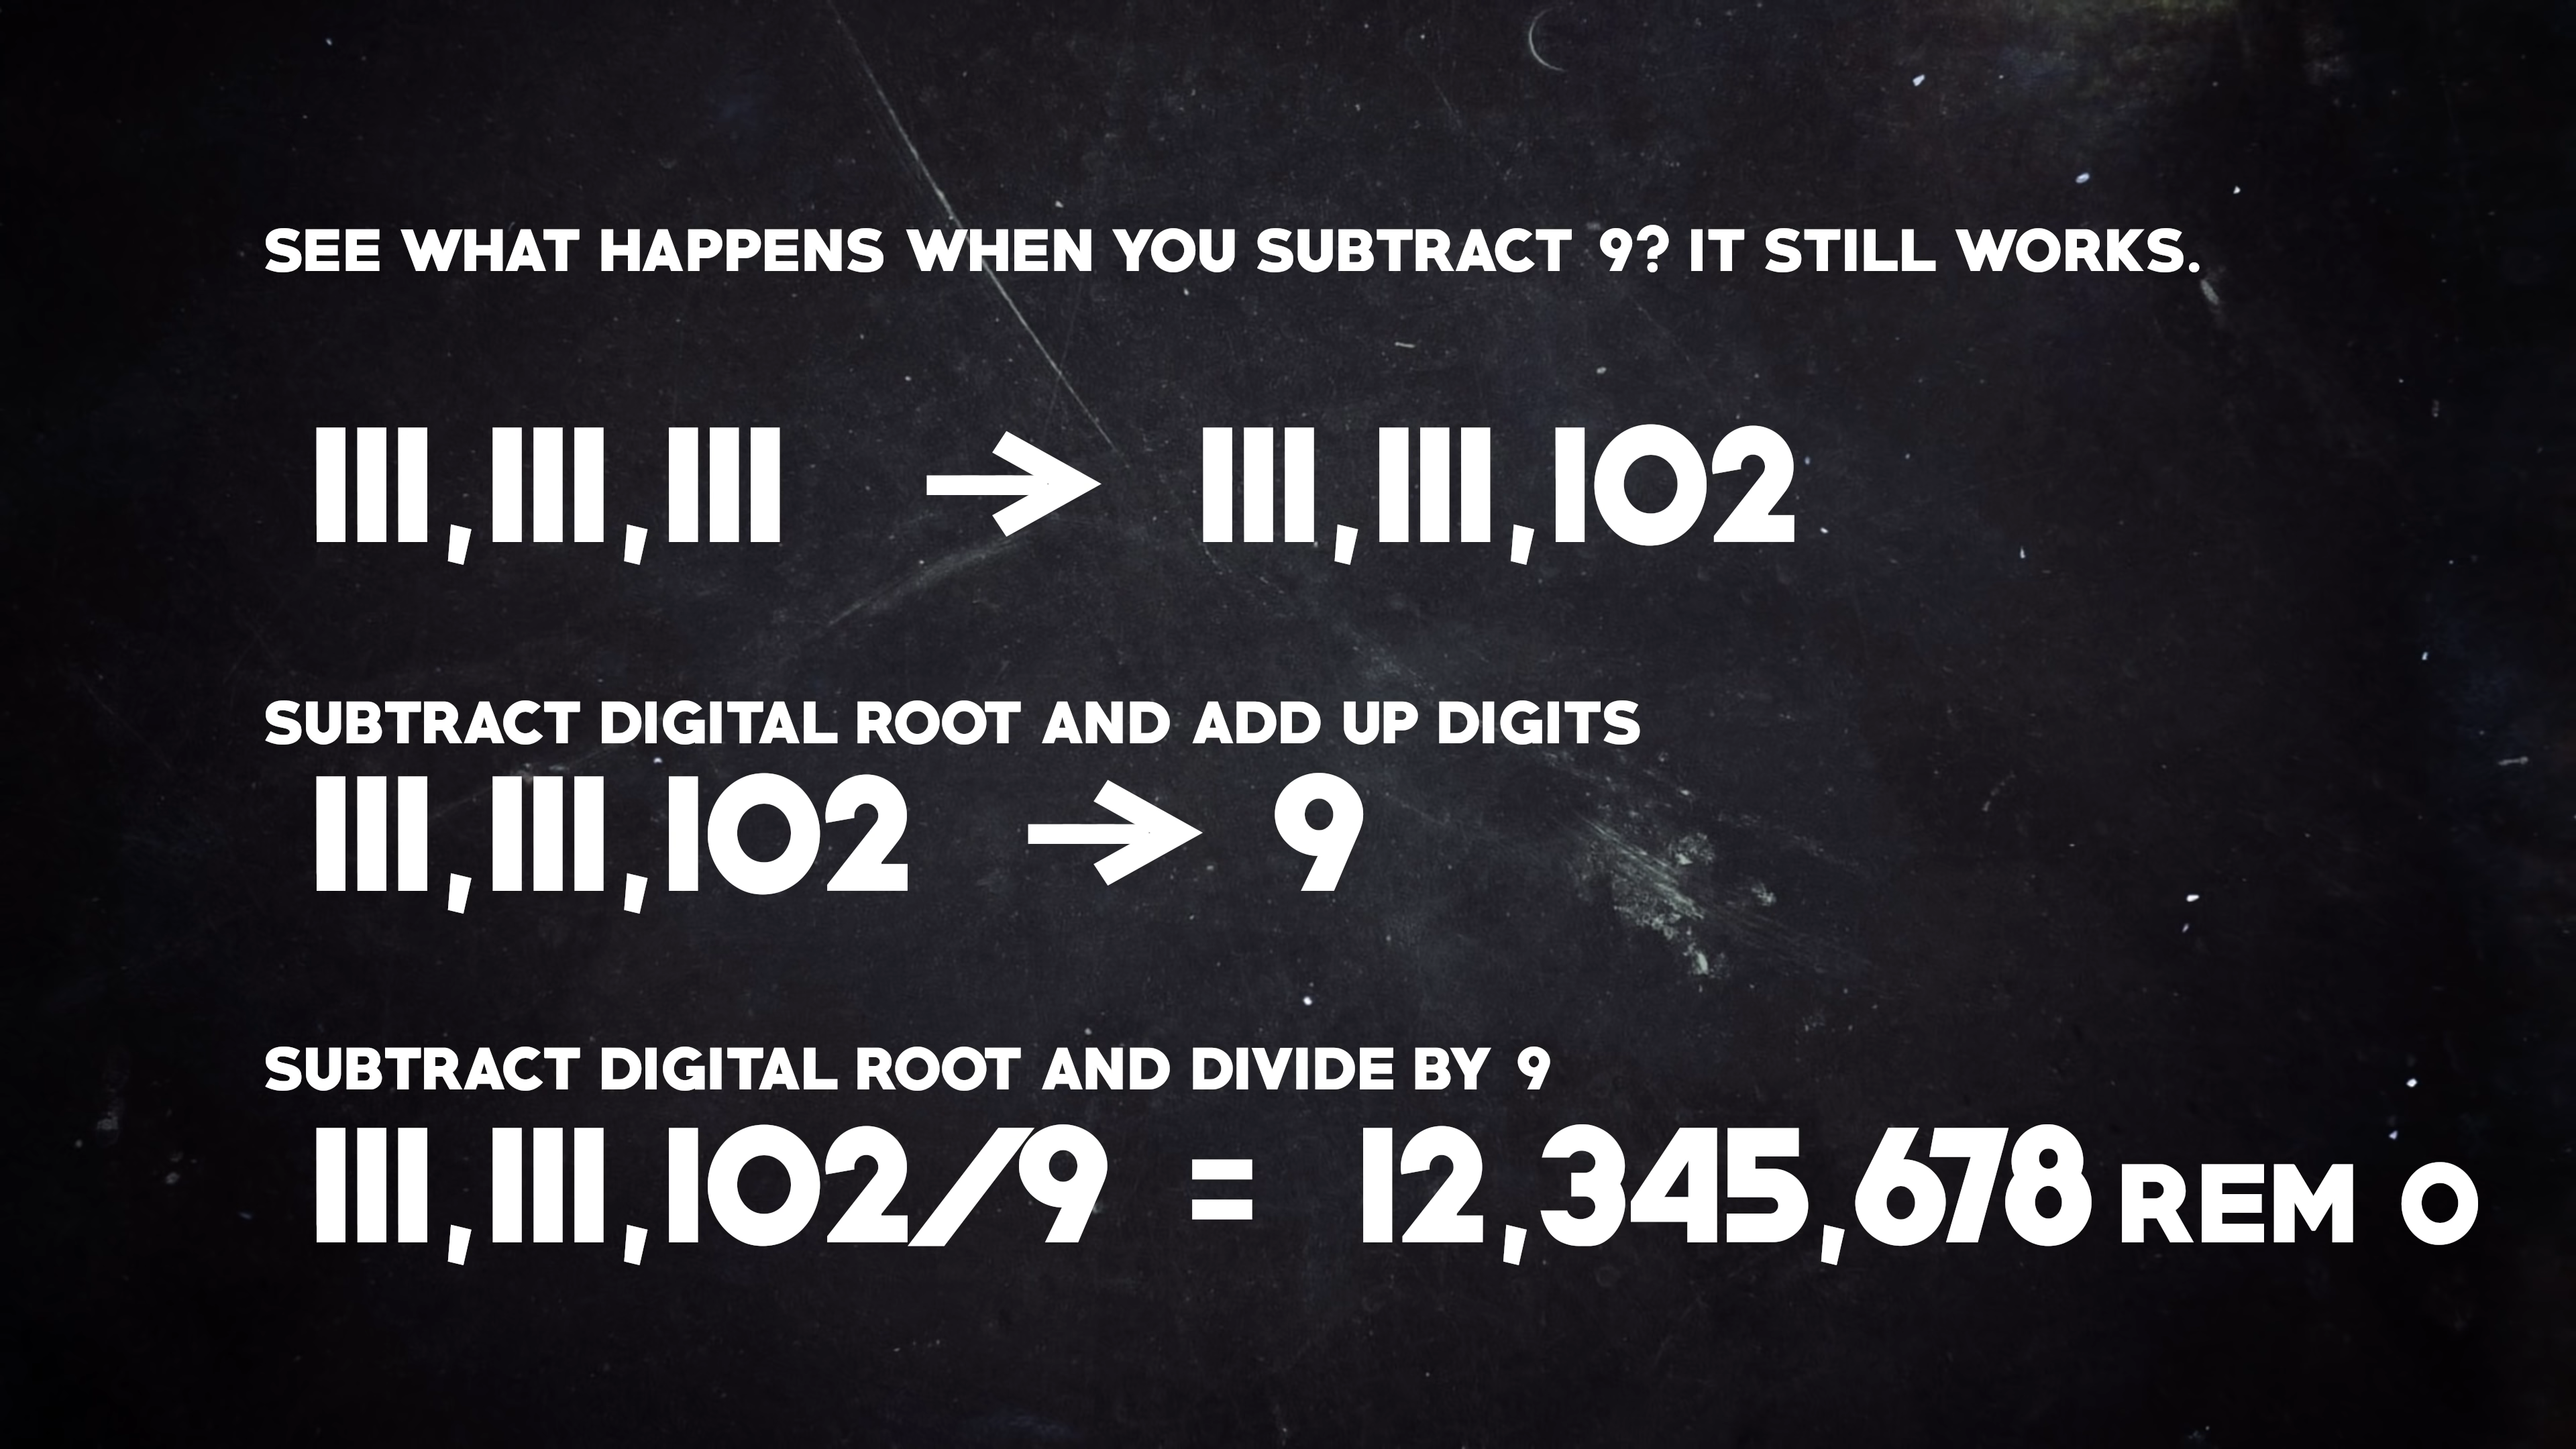 SEE WHAT HAPPENS WHEN YOU SUBTRACT 9? IT STILL WORKS.
111,111,111 → 111,111,102
SUBTRACT DIGITAL ROOT AND ADD UP DIGITS
111,111,102 → 9
SUBTRACT DIGITAL ROOT AND DIVIDE BY 9
111,111,102/9 = 12,345,678 REM 0